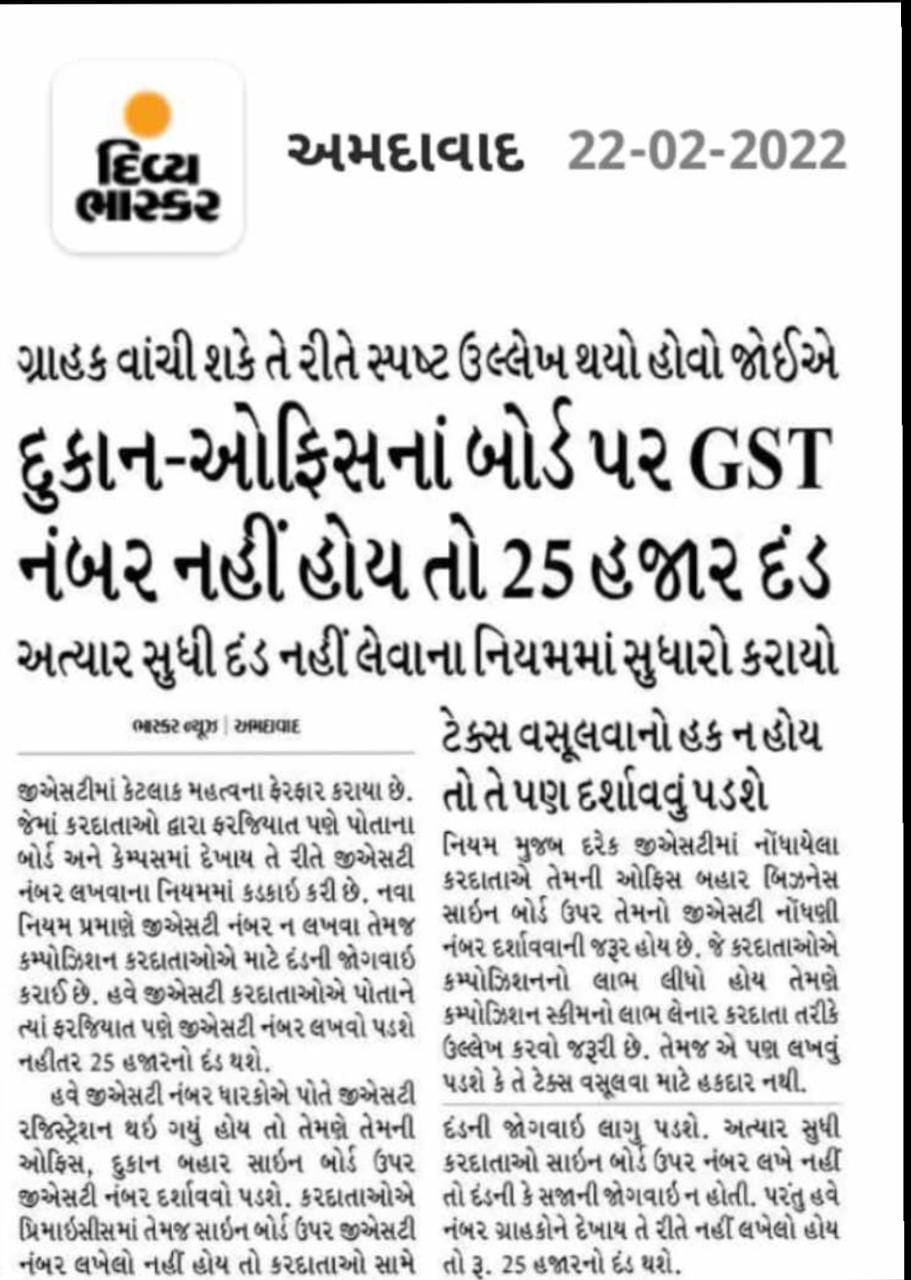 દિવ્ય
ભાસ્કર
અમદાવાદ 22-02-2022
ગ્રાહક વાંચી શકે તે રીતે સ્પષ્ટ ઉલ્લેખ થયો હોવો જોઈએ
દુકાન-ઓફિસનાં બોર્ડ પર GST
નંબર નહીં હોય તો 25 હજાર દંડ
અત્યાર સુધી દંડ નહીં લેવાના નિયમમાં સુધારો કરાયો
ભાસ્કર ન્યૂઝ | અમદાવાદ
જીએસટીમાં કેટલાક મહત્વના ફેરફાર કરાયા છે.
જેમાં કરદાતાઓ દ્વારા ફરજિયાત પણે પોતાના
બોર્ડ અને કેમ્પસમાં દેખાય તે રીતે જીએસટી
નંબર લખવાના નિયમમાં કડકાઇ કરી છે. નવા
નિયમ પ્રમાણે જીએસટી નંબર ન લખવા તેમજ
કમ્પોઝિશન કરદાતાઓએ માટે દંડની જોગવાઇ
કરાઈ છે. હવે જીએસટી કરદાતાઓએ પોતાને
ત્યાં ફરજિયાત પણે જીએસટી નંબર લખવો પડશે
નહીતર 25 હજારનો દંડ થશે.
હવે જીએસટી નંબર ધારકોએ પોતે જીએસટી
રજિસ્ટ્રેશન થઇ ગયું હોય તો તેમણે તેમની
ઓફિસ, દુકાન બહાર સાઇન બોર્ડ ઉપર
જીએસટી નંબર દર્શાવવો પડશે. કરદાતાઓએ
પ્રિમાઇસીસમાં તેમજ સાઇન બોર્ડ ઉપર જીએસટી
નંબર લખેલો નહીં હોય તો કરદાતાઓ સામે
ટેક્સ વસૂલવાનો હક ન હોય
તો તે પણ દર્શાવવું પડશે
નિયમ મુજબ દરેક જીએસટીમાં નોંધાયેલા
કરદાતાએ તેમની ઓફિસ બહાર બિઝનેસ
સાઇન બોર્ડ ઉપર તેમનો જીએસટી નોંધણી
નંબર દર્શાવવાની જરૂર હોય છે. જે કરદાતાઓએ
કમ્પોઝિશનનો લાભ લીધો હોય તેમણે
કમ્પોઝિશન સ્કીમનો લાભ લેનાર કરદાતા તરીકે
ઉલ્લેખ કરવો જરૂરી છે. તેમજ એ પણ લખવું
પડશે કે તે ટેક્સ વસૂલવા માટે હકદાર નથી.
દંડની જોગવાઇ લાગુ પડશે. અત્યાર સુધી
કરદાતાઓ સાઇન બોર્ડ ઉપર નંબર લખે નહીં
તો દંડની કે સજાની જોગવાઇ ન હોતી. પરંતુ હવે
નંબર ગ્રાહકોને દેખાય તે રીતે નહીં લખેલો હોય
તો રૂ. 25 હજારનો દંડ થશે.